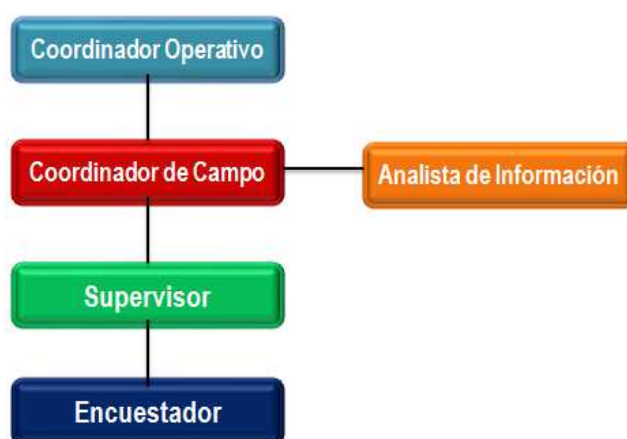 Coordinador Operativo
Coordinador de Campo
Analista de Información
Supervisor
Encuestador